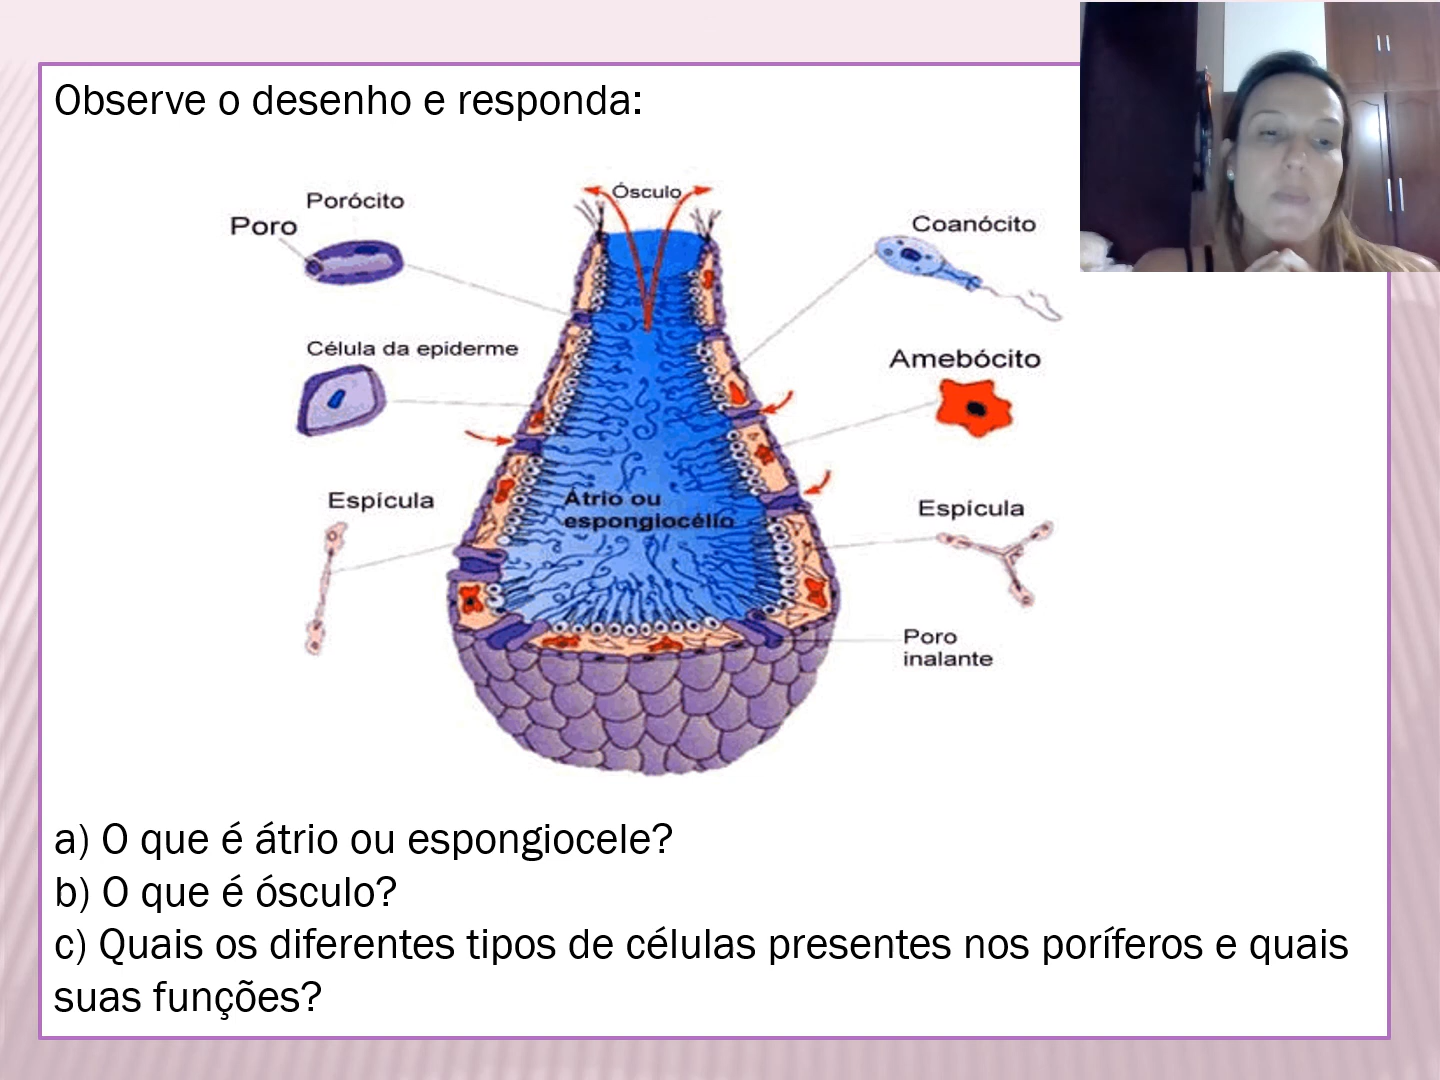 Observe o desenho e responda:
Ósculo
Porócito
Poro
Coanócito
Célula da epiderme
Amebócito
Espícula
Átrio ou
espongiocélio
Espícula
Poro
inalante
a) O que é átrio ou espongiocele?
b) O que é ósculo?
c) Quais os diferentes tipos de células presentes nos poríferos e quais
suas funções?